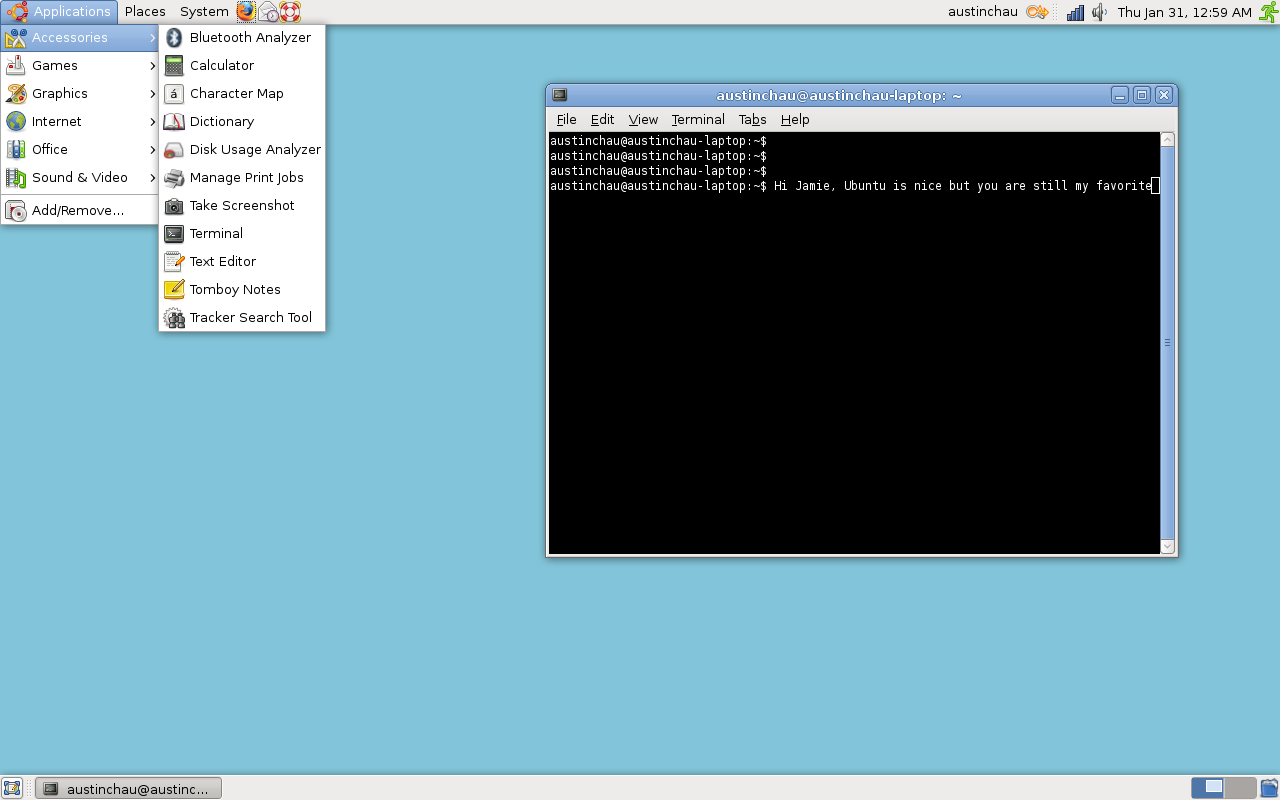 Applications Places System austinchau Thu Jan 31, 12:59 AM
Accessories
Games
Graphics
Internet
Office
Sound & Video
Add/Remove...
Bluetooth Analyzer
Calculator
á Character Map
Dictionary
Disk Usage Analyzer
Manage Print Jobs
Take Screenshot
Terminal
Text Editor
Tomboy Notes
Tracker Search Tool
austinchau@austinchau-laptop: ~
File Edit View Terminal Tabs Help
austinchau@austinchau-laptop:~$
austinchau@austinchau-laptop:~$
austinchau@austinchau-laptop:~$
austinchau@austinchau-laptop:~$ Hi Jamie, Ubuntu is nice but you are still my favorite
austinchau@austinc...